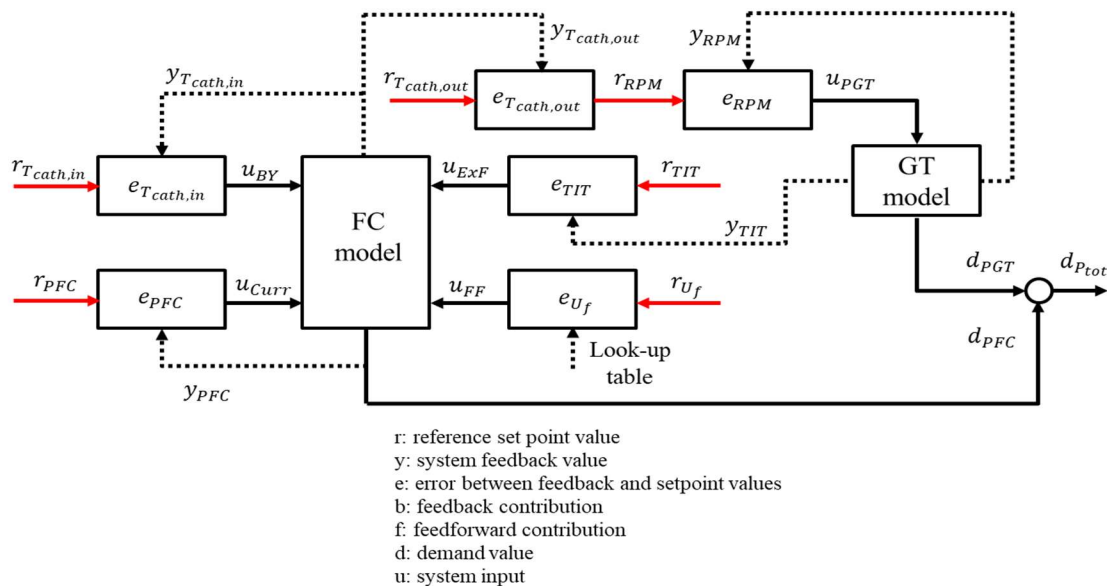 y_{T_{cath,out}}
y_{RPM}
y_{T_{cath,in}}
r_{T_{cath,out}}
e_{T_{cath,out}}
r_{RPM}
e_{RPM}
u_{PGT}
r_{T_{cath,in}}
e_{T_{cath,in}}
u_{BY}
FC
model
u_{ExF}
e_{TIT}
r_{TIT}
GT
model
y_{TIT}
r_{PFC}
e_{PFC}
u_{Curr}
u_{FF}
e_{U_f}
r_{U_f}
d_{PGT}
d_{P_{tot}}
Look-up
table
d_{PFC}
y_{PFC}
r: reference set point value
y: system feedback value
e: error between feedback and setpoint values
b: feedback contribution
f: feedforward contribution
d: demand value
u: system input